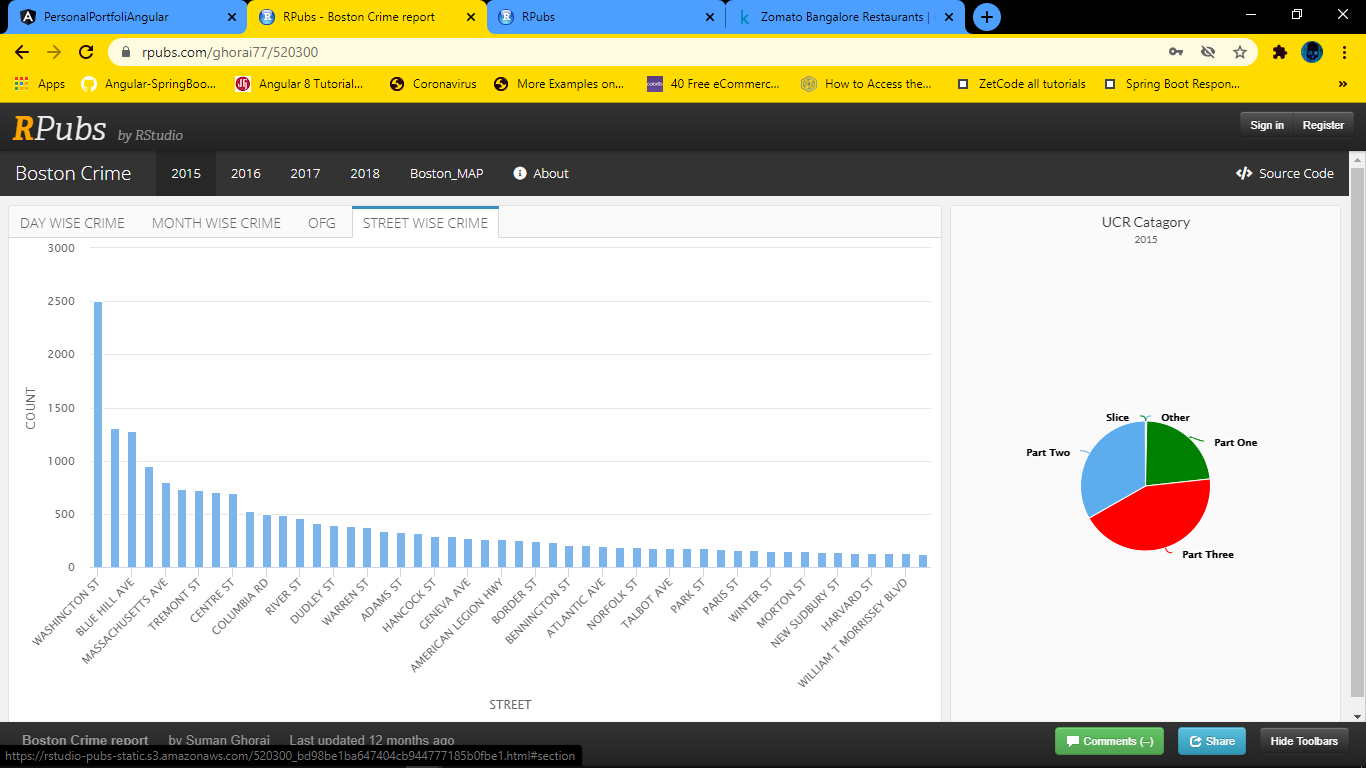 PersonalPortfoliAngular
RPubs - Boston Crime report
RPubs
Zomato Bangalore Restaurants |
rpubs.com/ghorai77/520300
Apps
Angular-SpringBoo...
Angular 8 Tutorial...
Coronavirus
More Examples on...
40 Free eCommerc...
How to Access the...
ZetCode all tutorials
Spring Boot Respon...
»
RPubs by RStudio
Sign in
Register
Boston Crime
2015
2016
2017
2018
Boston_MAP
About
Source Code
DAY WISE CRIME
MONTH WISE CRIME
OFG
STREET WISE CRIME
3000
2500
2000
1500
1000
500
0
COUNT
WASHINGTON ST
BLUE HILL AVE
MASSACHUSETTS AVE
TREMONT ST
CENTRE ST
COLUMBIA RD
RIVER ST
DUDLEY ST
WARREN ST
ADAMS ST
HANCOCK ST
GENEVA AVE
AMERICAN LEGION HWY
BORDER ST
BENNINGTON ST
ATLANTIC AVE
NORFOLK ST
TALBOT AVE
PARK ST
PARIS ST
WINTER ST
MORTON ST
NEW SUDBURY ST
HARVARD ST
WILLIAM T MORRISSEY BLVD
STREET
UCR Catagory
2015
Slice
Other
Part One
Part Two
Part Three
Boston Crime report
by Suman Ghorai
Last updated 12 months ago
Comments (–)
Share
Hide Toolbars
https://rstudio-pubs-static.s3.amazonaws.com/520300_bd98be1ba647404cb944777185b0fbe1.html#section